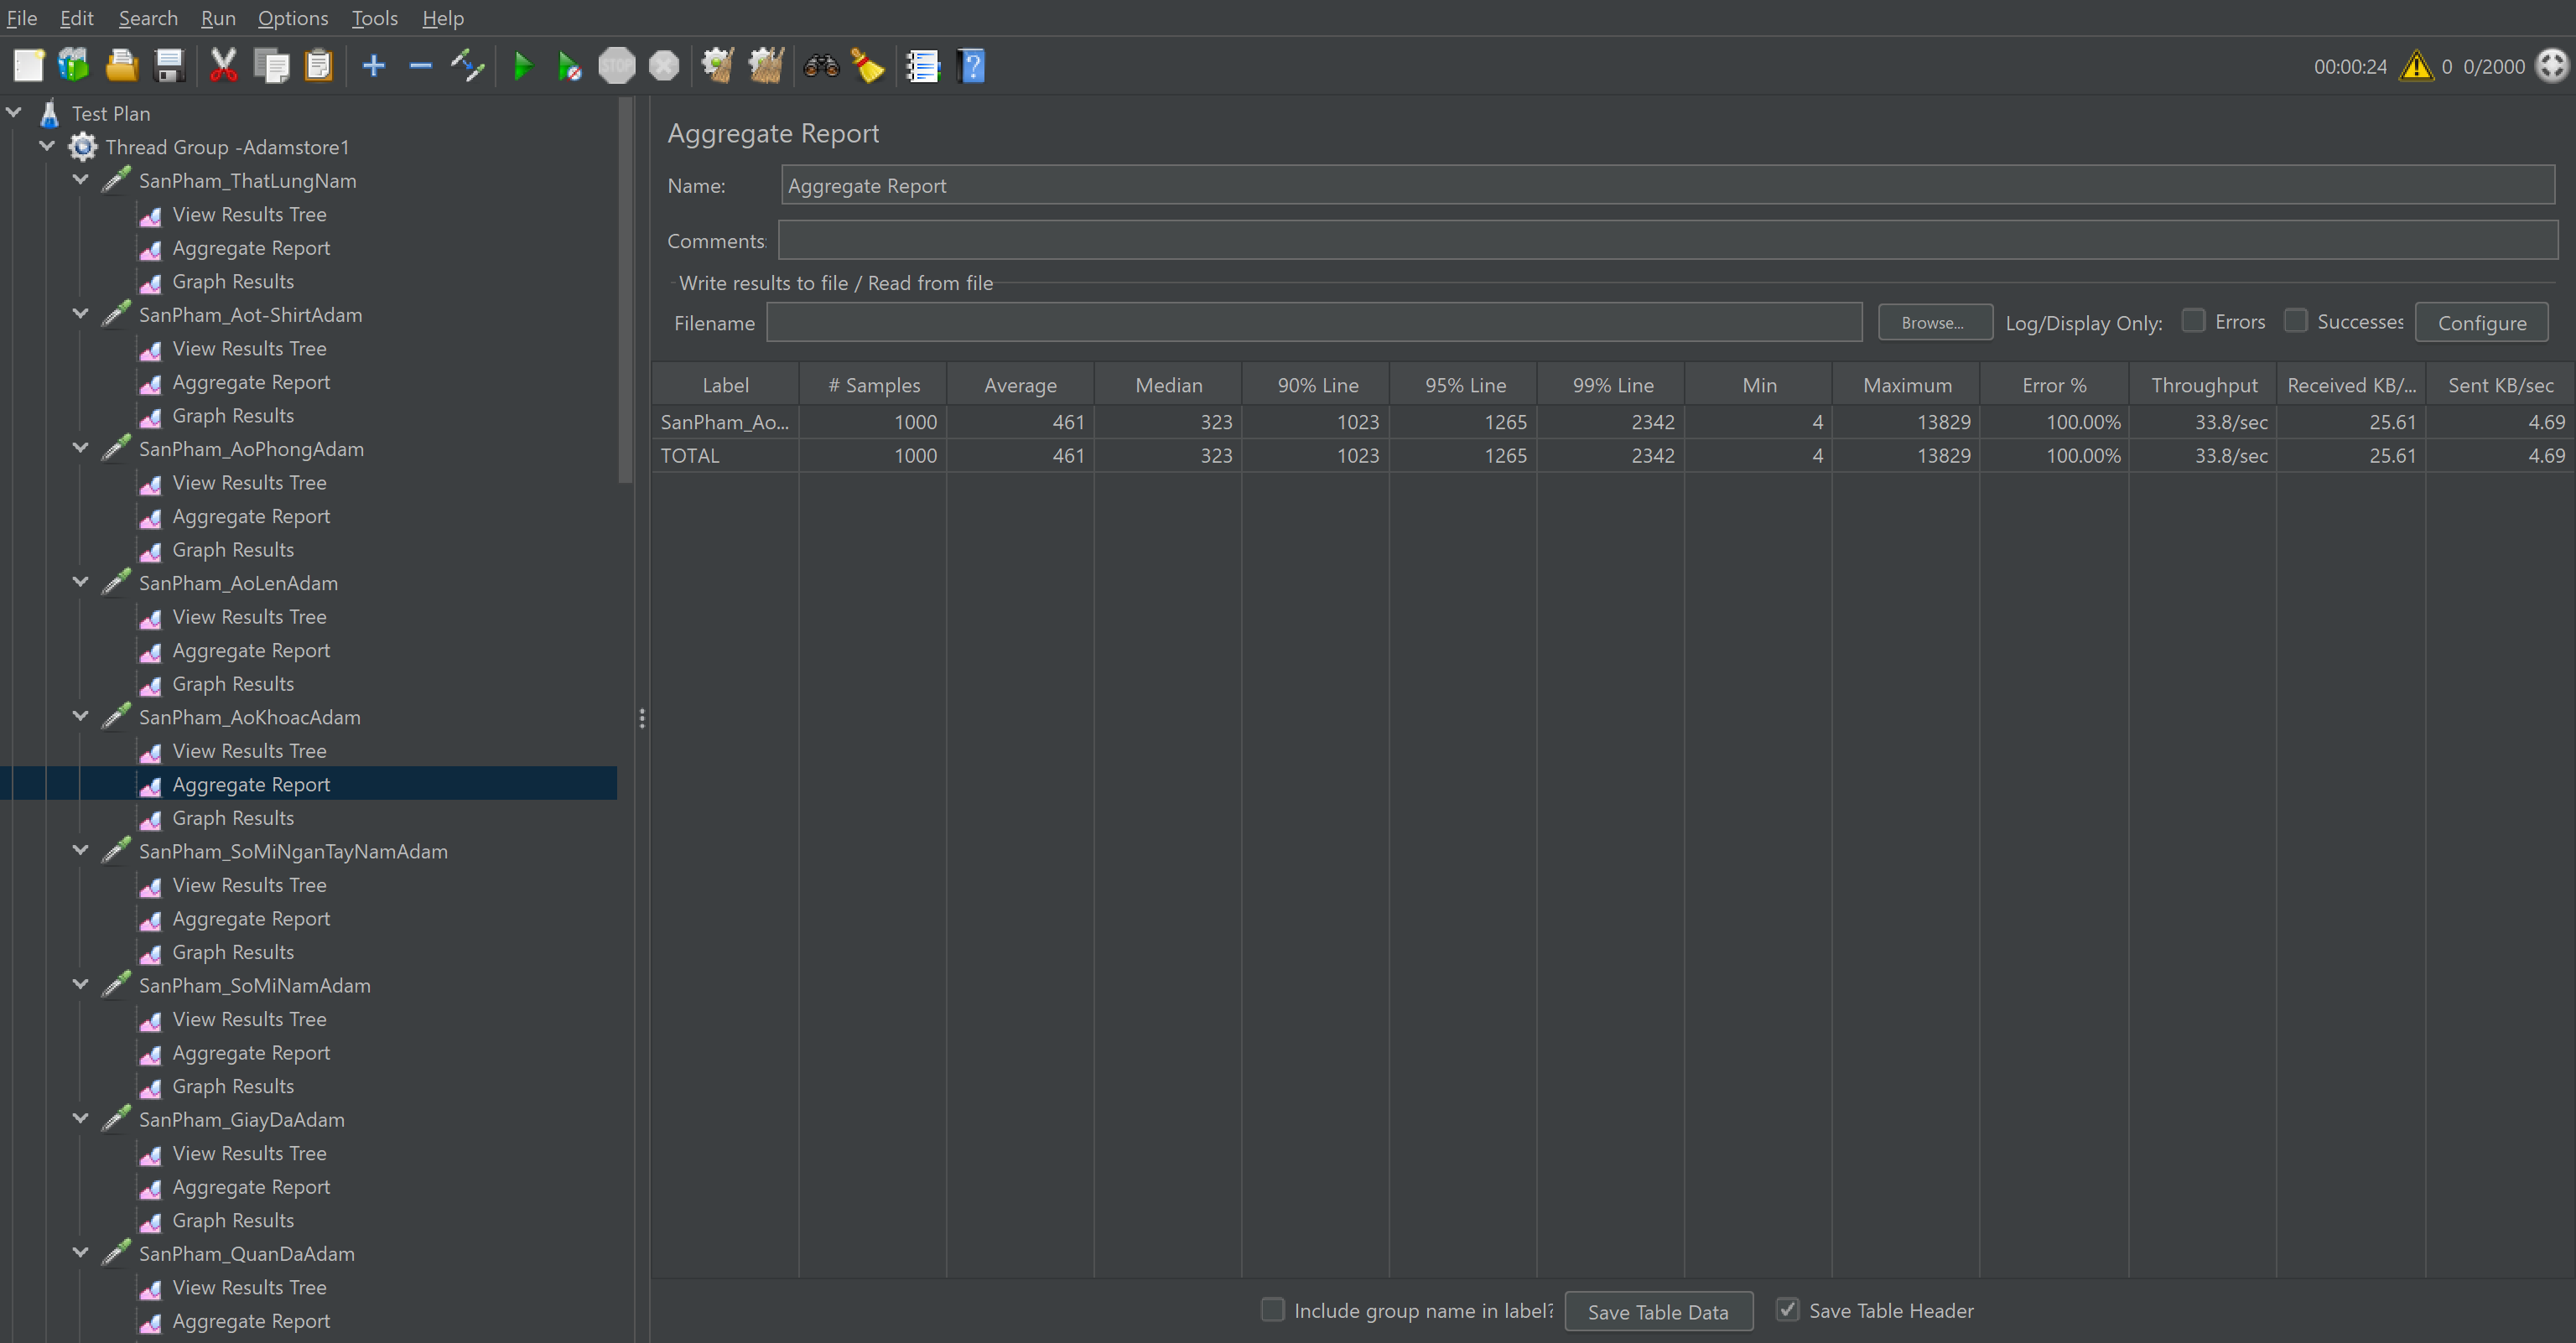 File Edit Search Run Options Tools Help
STOP
00:00:24 0 0/2000
Test Plan
Thread Group -Adamstore1
SanPham_ThatLungNam
View Results Tree
Aggregate Report
Graph Results
SanPham_Aot-ShirtAdam
View Results Tree
Aggregate Report
Graph Results
SanPham_AoPhongAdam
View Results Tree
Aggregate Report
Graph Results
SanPham_AoLenAdam
View Results Tree
Aggregate Report
Graph Results
SanPham_AoKhoacAdam
View Results Tree
Aggregate Report
Graph Results
SanPham_SoMiNganTayNamAdam
View Results Tree
Aggregate Report
Graph Results
SanPham_SoMiNamAdam
View Results Tree
Aggregate Report
Graph Results
SanPham_GiayDaAdam
View Results Tree
Aggregate Report
Graph Results
SanPham_QuanDaAdam
View Results Tree
Aggregate Report
Aggregate Report
Name: Aggregate Report
Comments:
Write results to file / Read from file
Filename Browse... Log/Display Only: Errors Successes Configure
Label # Samples Average Median 90% Line 95% Line 99% Line Min Maximum Error % Throughput Received KB/... Sent KB/sec
SanPham_Ao... 1000 461 323 1023 1265 2342 4 13829 100.00% 33.8/sec 25.61 4.69
TOTAL 1000 461 323 1023 1265 2342 4 13829 100.00% 33.8/sec 25.61 4.69
Include group name in label? Save Table Data Save Table Header